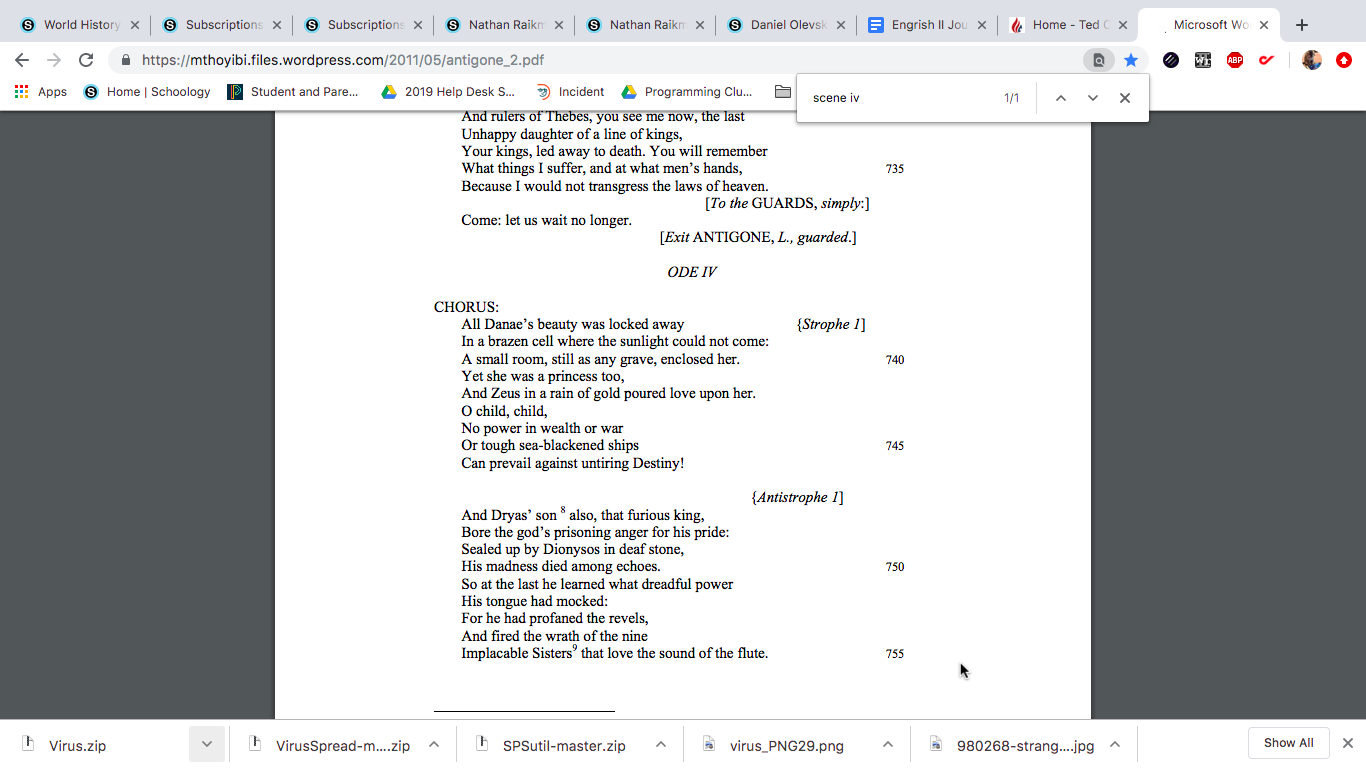 World History
Subscriptions
Subscriptions
Nathan Raikm
Nathan Raikm
Daniel Olevsk
Engrish II Jou
Home - Ted C
Microsoft Wo
https://mthoyibi.files.wordpress.com/2011/05/antigone_2.pdf
ABP
Apps
Home | Schoology
Student and Pare...
2019 Help Desk S...
Incident
Programming Clu...
scene iv
1/1
And rulers of Thebes, you see me now, the last
Unhappy daughter of a line of kings,
Your kings, led away to death. You will remember
What things I suffer, and at what men's hands, 735
Because I would not transgress the laws of heaven.
[To the GUARDS, simply:]
Come: let us wait no longer.
[Exit ANTIGONE, L., guarded.]
ODE IV
CHORUS:
All Danae's beauty was locked away {Strophe 1]
In a brazen cell where the sunlight could not come:
A small room, still as any grave, enclosed her. 740
Yet she was a princess too,
And Zeus in a rain of gold poured love upon her.
O child, child,
No power in wealth or war
Or tough sea-blackened ships 745
Can prevail against untiring Destiny!
{Antistrophe 1]
And Dryas' son 8 also, that furious king,
Bore the god's prisoning anger for his pride:
Sealed up by Dionysos in deaf stone,
His madness died among echoes. 750
So at the last he learned what dreadful power
His tongue had mocked:
For he had profaned the revels,
And fired the wrath of the nine
Implacable Sisters9 that love the sound of the flute. 755
Virus.zip
VirusSpread-m....zip
SPSutil-master.zip
virus_PNG29.png
980268-strang....jpg
Show All